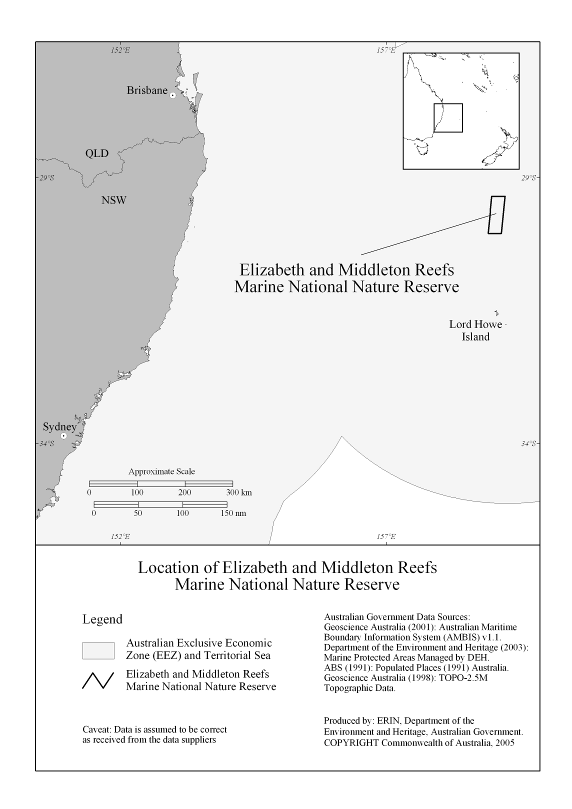 152°E
157°E
Brisbane
QLD
29°S
29°S
NSW
Elizabeth and Middleton Reefs
Marine National Nature Reserve
Lord Howe
Island
Sydney
34°S
34°S
Approximate Scale
0 100 200 300 km
0 50 100 150 nm
152°E
157°E
Location of Elizabeth and Middleton Reefs
Marine National Nature Reserve
Legend
Australian Exclusive Economic
Zone (EEZ) and Territorial Sea
Elizabeth and Middleton Reefs
Marine National Nature Reserve
Caveat: Data is assumed to be correct
as received from the data suppliers
Australian Government Data Sources:
Geoscience Australia (2001): Australian Maritime
Boundary Information System (AMBIS) v1.1.
Department of the Environment and Heritage (2003):
Marine Protected Areas Managed by DEH.
ABS (1991): Populated Places (1991) Australia.
Geoscience Australia (1998): TOPO-2.5M
Topographic Data.
Produced by: ERIN, Department of the
Environment and Heritage, Australian Government.
COPYRIGHT Commonwealth of Australia, 2005